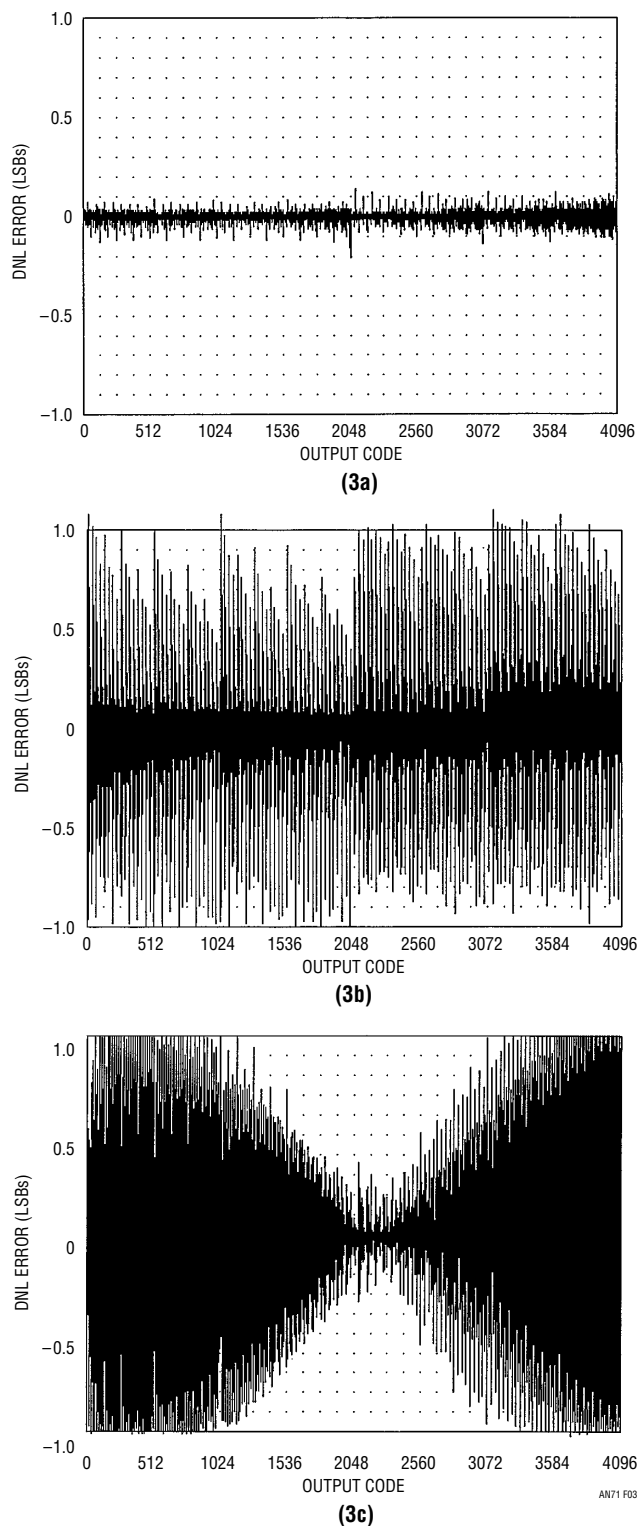 1.0
0.5
0
−0.5
−1.0
DNL ERROR (LSBs)
0 512 1024 1536 2048 2560 3072 3584 4096
OUTPUT CODE
(3a)
1.0
0.5
0
−0.5
−1.0
DNL ERROR (LSBs)
0 512 1024 1536 2048 2560 3072 3584 4096
OUTPUT CODE
(3b)
1.0
0.5
0
−0.5
−1.0
DNL ERROR (LSBs)
0 512 1024 1536 2048 2560 3072 3584 4096
OUTPUT CODE
AN71 F03
(3c)